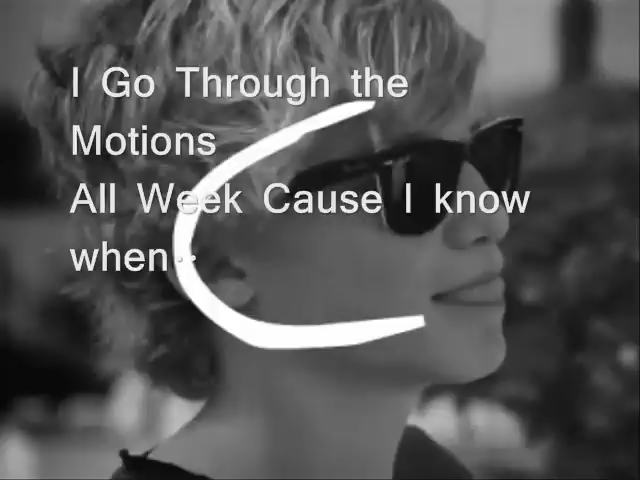 I Go Through the
Motions
All Week Cause I know
when..
C